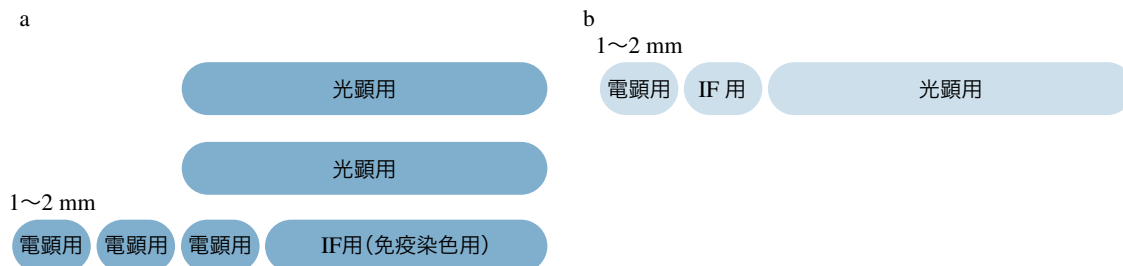 a
光顕用
光顕用
1〜2 mm
電顕用 電顕用 電顕用 IF用(免疫染色用)
b
1〜2 mm
電顕用 IF 用 光顕用